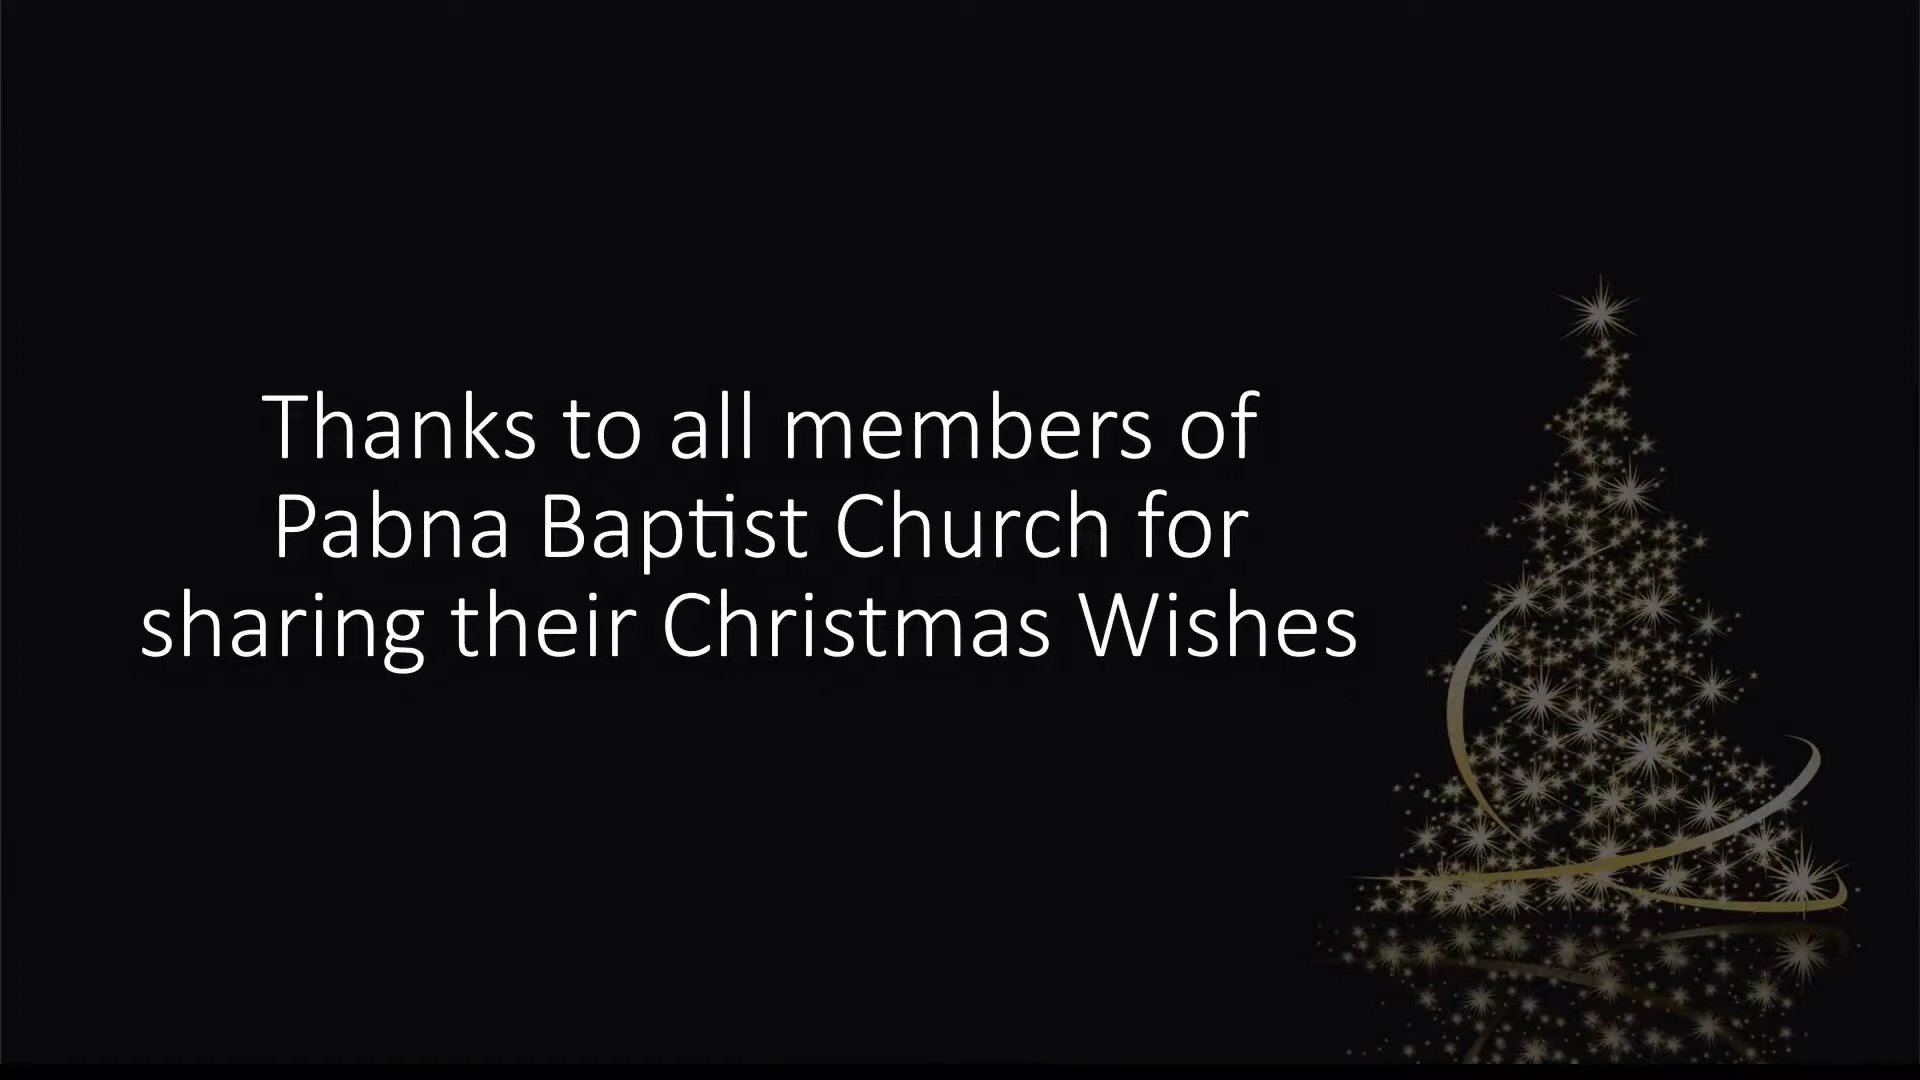 Thanks to all members of
Pabna Baptist Church for
sharing their Christmas Wishes